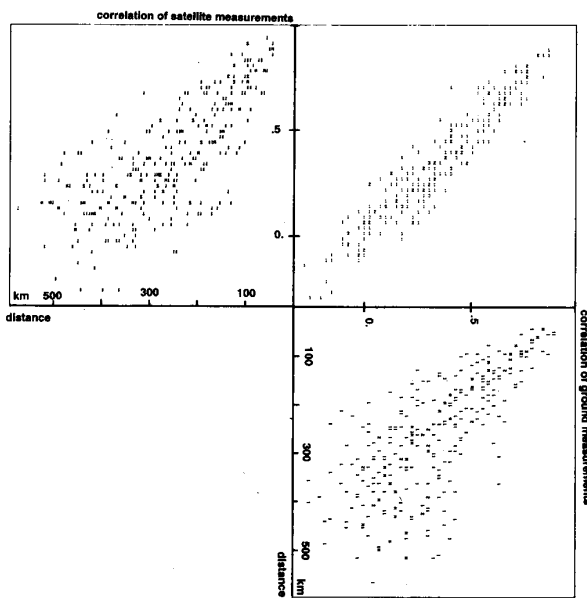 correlation of satellite measurements
.5
0.
km 500 300 100
distance
0. .5
correlation of ground measurements
100
300
500
distance
km